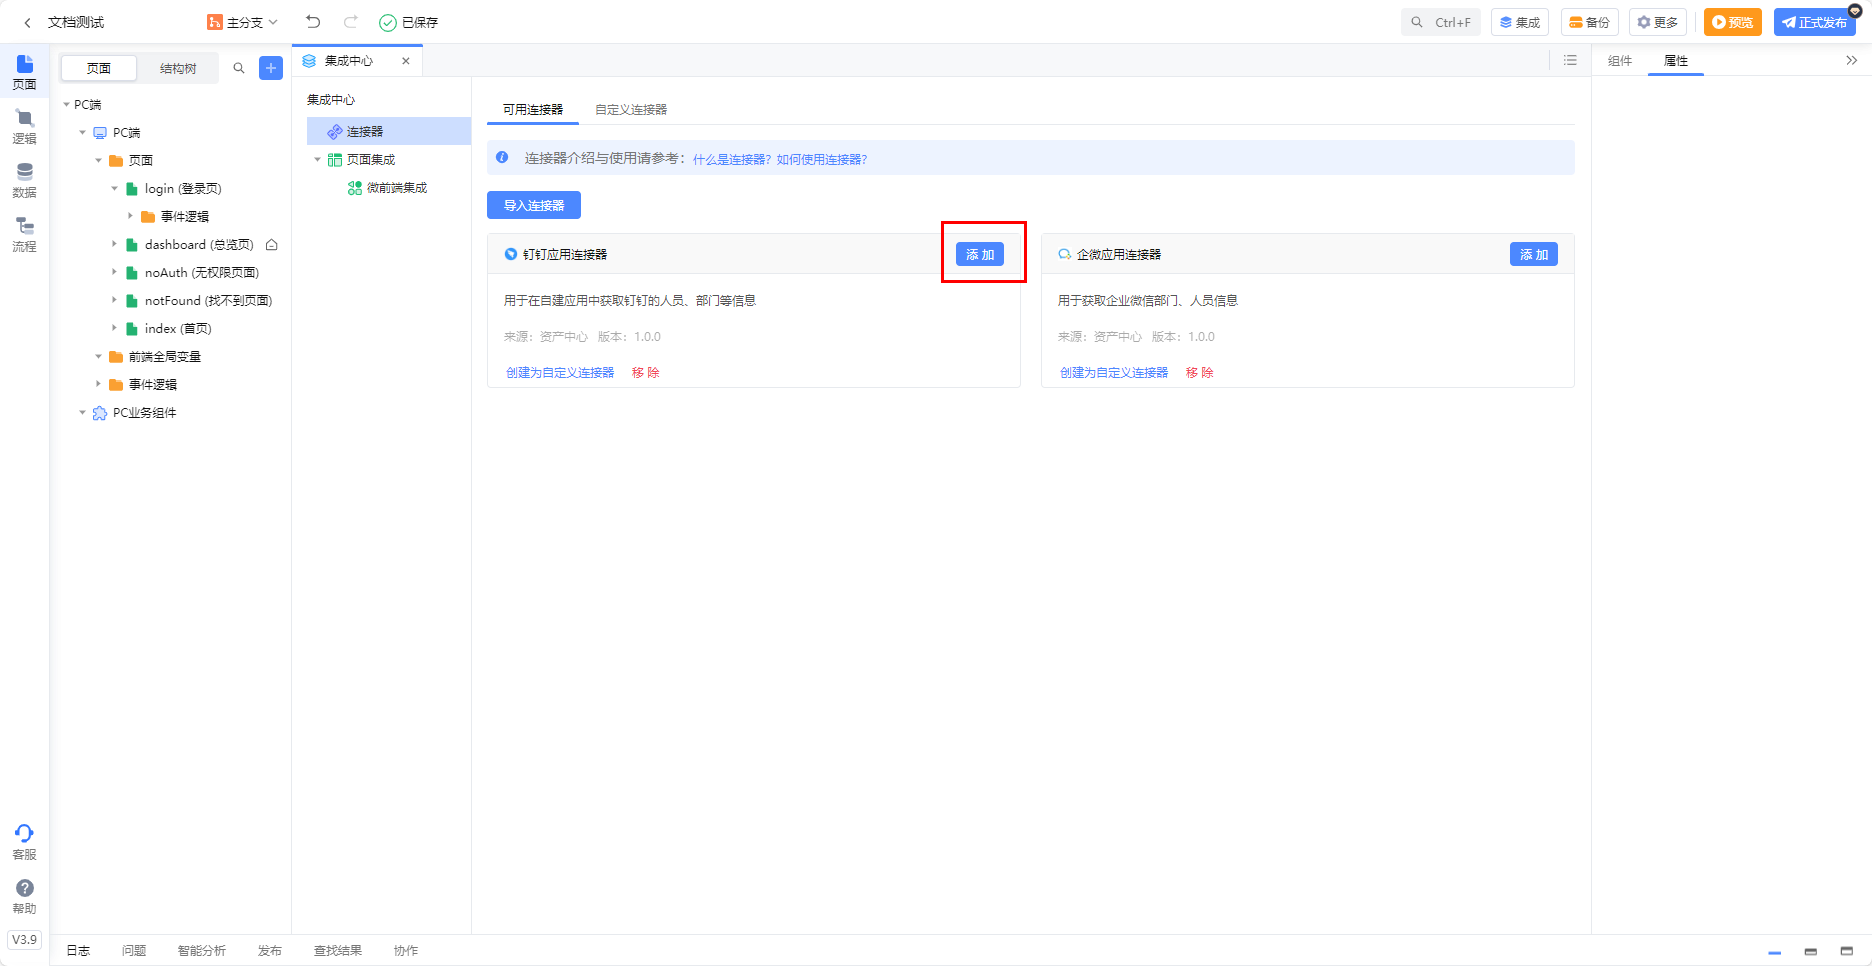 文档测试
主分支
已保存
Ctrl+F
集成
备份
更多
预览
正式发布
页面
逻辑
数据
流程
客服
帮助
V3.9
页面
结构树
PC端
PC端
页面
login (登录页)
事件逻辑
dashboard (总览页)
noAuth (无权限页面)
notFound (找不到页面)
index (首页)
前端全局变量
事件逻辑
PC业务组件
集成中心
集成中心
连接器
页面集成
微前端集成
可用连接器
自定义连接器
连接器介绍与使用请参考：什么是连接器？如何使用连接器？
导入连接器
钉钉应用连接器
添 加
用于在自建应用中获取钉钉的人员、部门等信息
来源：资产中心 版本：1.0.0
创建为自定义连接器 移 除
企微应用连接器
添 加
用于获取企业微信部门、人员信息
来源：资产中心 版本：1.0.0
创建为自定义连接器 移 除
组件
属性
日志
问题
智能分析
发布
查找结果
协作